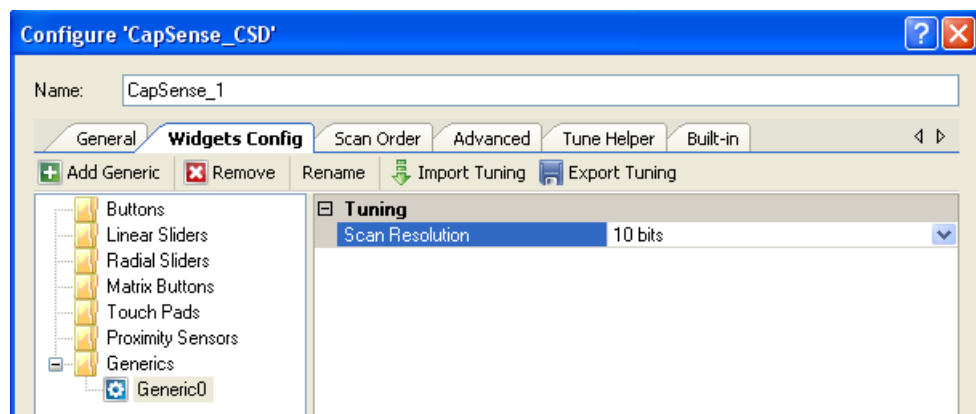 Configure 'CapSense_CSD'
Name: CapSense_1
General Widgets Config Scan Order Advanced Tune Helper Built-in
Add Generic Remove Rename Import Tuning Export Tuning
Buttons
Linear Sliders
Radial Sliders
Matrix Buttons
Touch Pads
Proximity Sensors
Generics
Generic0
Tuning
Scan Resolution 10 bits